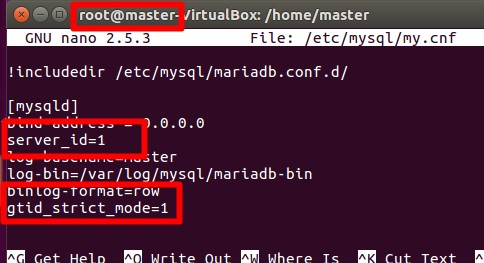 root@master-VirtualBox: /home/master
GNU nano 2.5.3 File: /etc/mysql/my.cnf
!includedir /etc/mysql/mariadb.conf.d/
[mysqld]
bind-address = 0.0.0.0
server_id=1
log-basename=master
log-bin=/var/log/mysql/mariadb-bin
binlog-format=row
gtid_strict_mode=1
^G Get Help ^O Write Out ^W Where Is ^K Cut Text